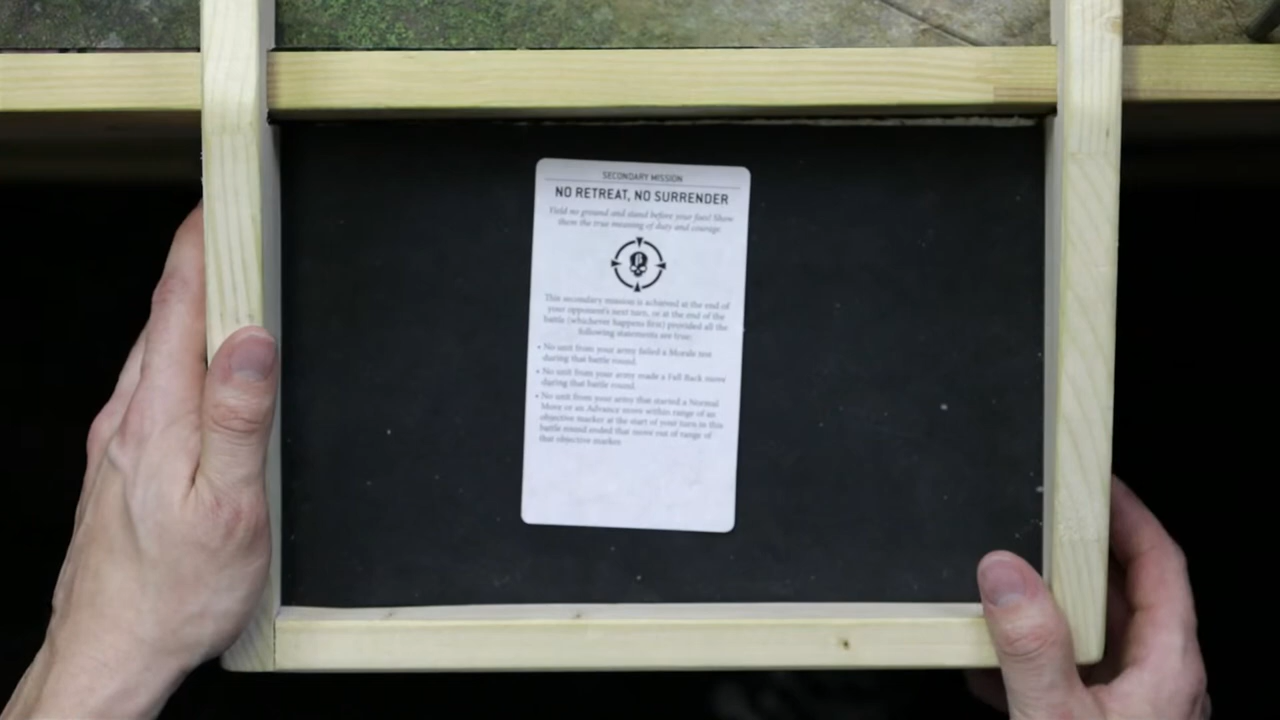 SECONDARY MISSION
NO RETREAT, NO SURRENDER
Yield no ground and stand before your foes! Show
them the true meaning of duty and courage.
This secondary mission is achieved at the end of
your opponent's next turn, or at the end of the
battle (whichever happens first) provided all the
following statements are true:
• No unit from your army failed a Morale test
during that battle round.
• No unit from your army made a Fall Back move
during that battle round.
• No unit from your army that started a Normal
Move or an Advance move within range of an
objective marker at the start of your turn in this
battle round ended that move out of range of
that objective marker.